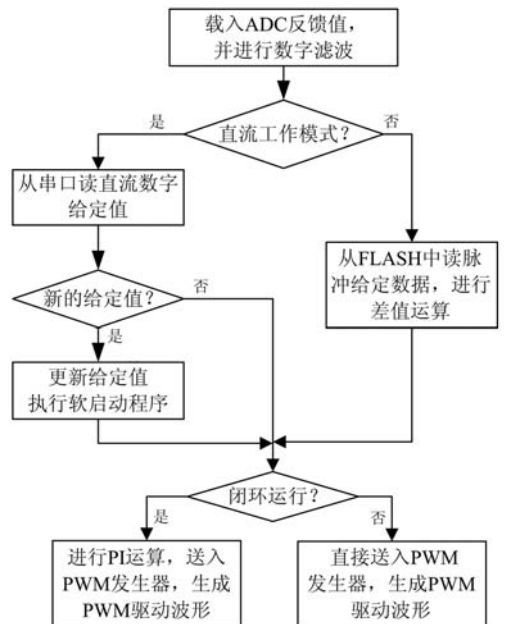 载入ADC反馈值，
并进行数字滤波
是
直流工作模式？
否
从串口读直流数字
给定值
从FLASH中读脉
冲给定数据，进行
差值运算
新的给定值？
否
是
更新给定值
执行软启动程序
闭环运行？
是
否
进行PI运算，送入
PWM发生器，生成
PWM驱动波形
直接送入PWM
发生器，生成PWM
驱动波形